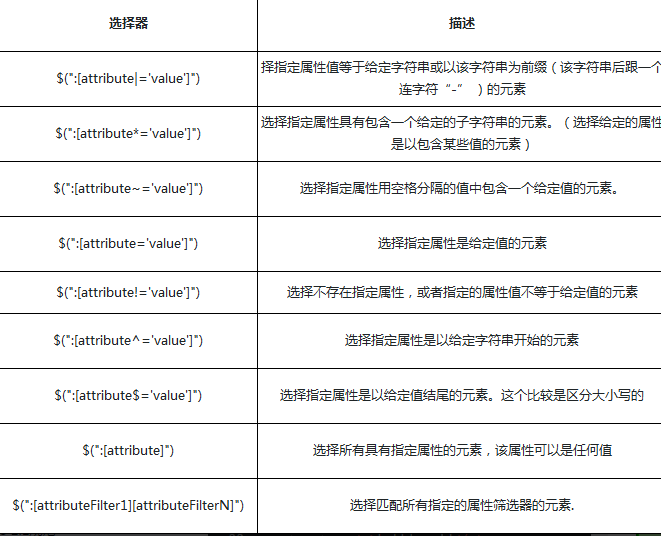 选择器 描述
$(":[attribute|='value']")
择指定属性值等于给定字符串或以该字符串为前缀（该字符串后跟一个
连字符“-” ）的元素
$(":[attribute*='value']")
选择指定属性具有包含一个给定的子字符串的元素。（选择给定的属性
是以包含某些值的元素）
$(":[attribute~='value']") 选择指定属性用空格分隔的值中包含一个给定值的元素。
$(":[attribute='value']") 选择指定属性是给定值的元素
$(":[attribute!='value']") 选择不存在指定属性，或者指定的属性值不等于给定值的元素
$(":[attribute^='value']") 选择指定属性是以给定字符串开始的元素
$(":[attribute$='value']") 选择指定属性是以给定值结尾的元素。这个比较是区分大小写的
$(":[attribute]") 选择所有具有指定属性的元素，该属性可以是任何值
$(":[attributeFilter1][attributeFilterN]") 选择匹配所有指定的属性筛选器的元素.